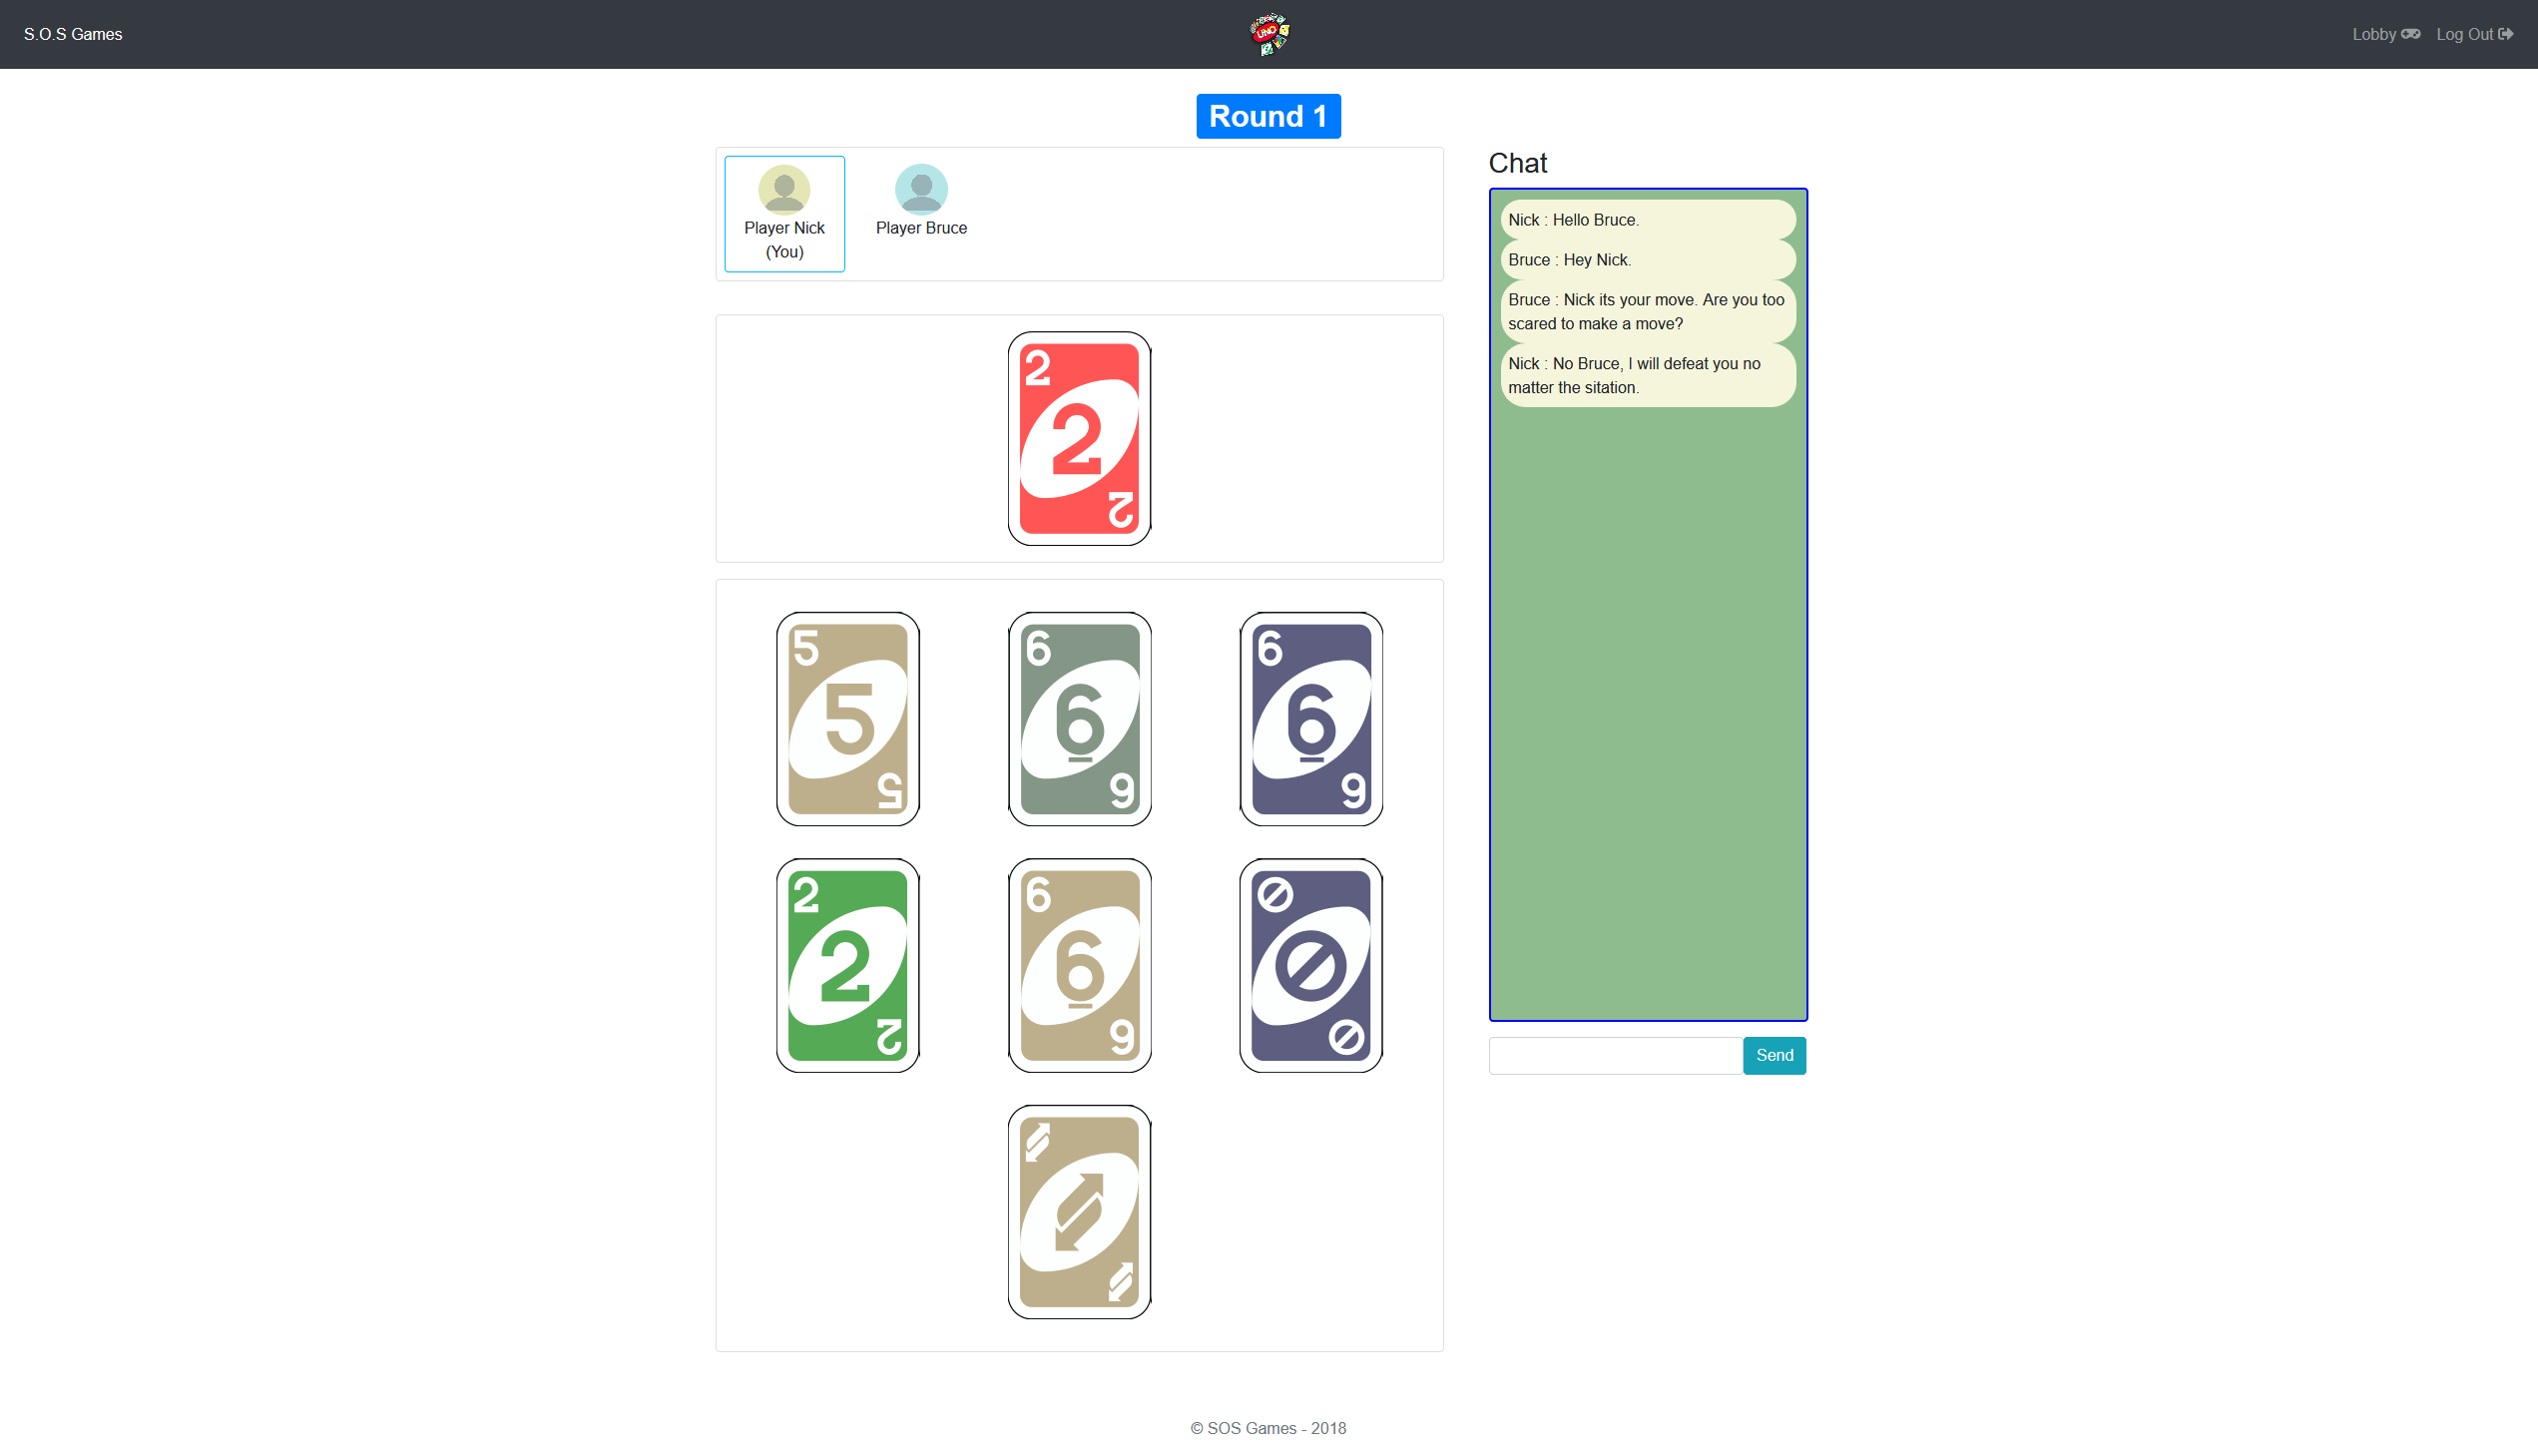 S.O.S Games
UNO
Lobby
Log Out
Round 1
Player Nick
(You)
Player Bruce
Chat
Nick : Hello Bruce.
Bruce : Hey Nick.
Bruce : Nick its your move. Are you too
scared to make a move?
Nick : No Bruce, I will defeat you no
matter the sitation.
2
2
2
5
5
5
6
6
6
6
6
6
2
2
2
6
6
6
Send
© SOS Games - 2018